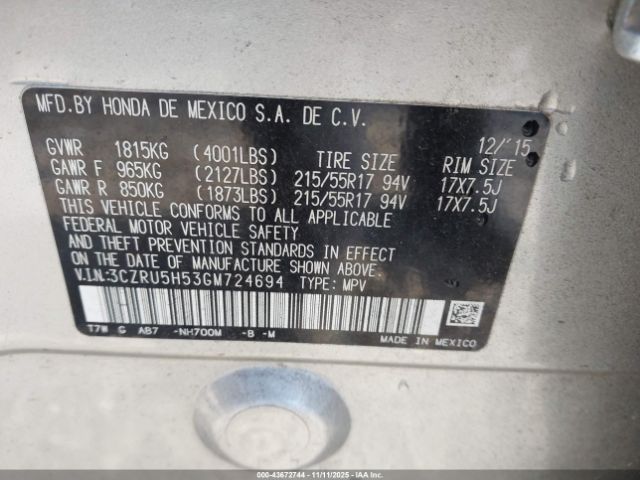 MFD.BY HONDA DE MEXICO S.A. DE C.V.
12/'15
GVWR 1815KG (4001LBS) TIRE SIZE RIM SIZE
GAWR F 965KG (2127LBS) 215/55R17 94V 17X7.5J
GAWR R 850KG (1873LBS) 215/55R17 94V 17X7.5J
THIS VEHICLE CONFORMS TO ALL APPLICABLE
FEDERAL MOTOR VEHICLE SAFETY
AND THEFT PREVENTION STANDARDS IN EFFECT
ON THE DATE OF MANUFACTURE SHOWN ABOVE.
V.I.N:3CZRU5H53GM724694 TYPE: MPV
T7W G AB7 -NH700M -B -M
MADE IN MEXICO
000-43672744 | 11/11/2025 - IAAI.com